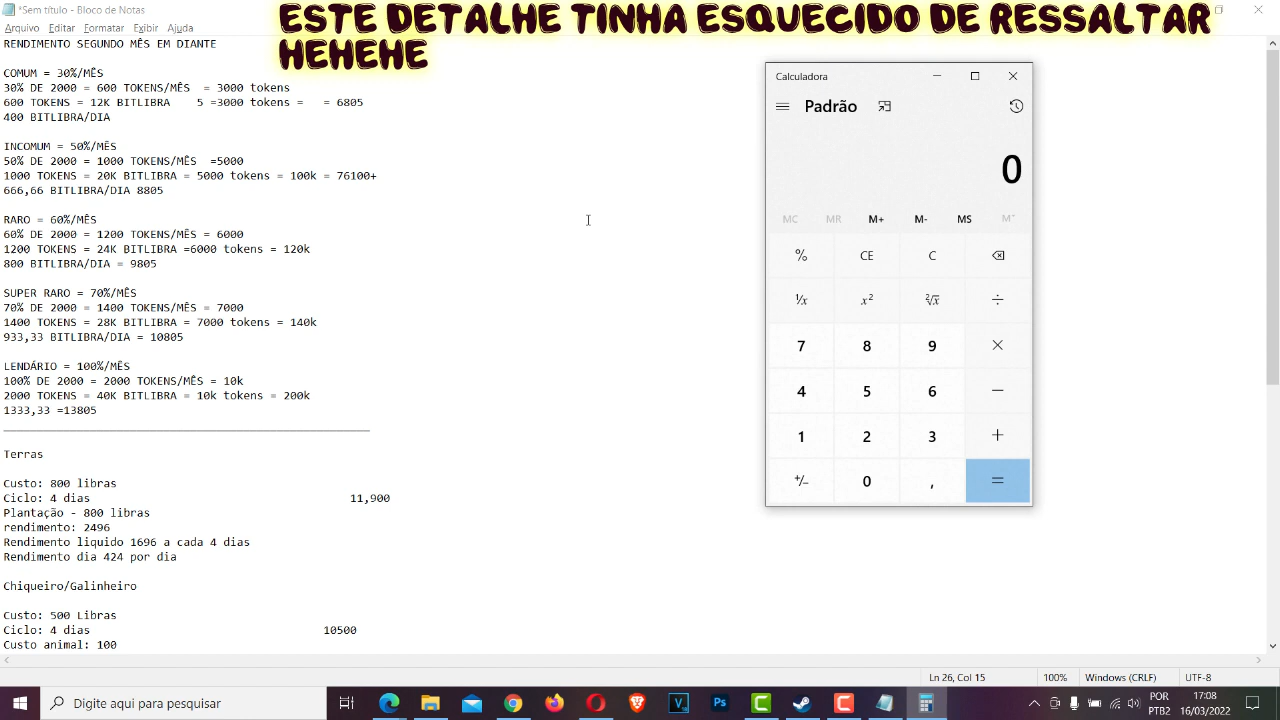 *Sem título - Bloco de Notas
ESTE DETALHE TINHA ESQUECIDO DE RESSALTAR
HEHEHE
Arquivo Editar Formatar Exibir Ajuda
RENDIMENTO SEGUNDO MÊS EM DIANTE
COMUM = 30%/MÊS
30% DE 2000 = 600 TOKENS/MÊS = 3000 tokens
600 TOKENS = 12K BITLIBRA 5 =3000 tokens = = 6805
400 BITLIBRA/DIA
INCOMUM = 50%/MÊS
50% DE 2000 = 1000 TOKENS/MÊS =5000
1000 TOKENS = 20K BITLIBRA = 5000 tokens = 100k = 76100+
666,66 BITLIBRA/DIA 8805
RARO = 60%/MÊS
60% DE 2000 = 1200 TOKENS/MÊS = 6000
1200 TOKENS = 24K BITLIBRA =6000 tokens = 120k
800 BITLIBRA/DIA = 9805
SUPER RARO = 70%/MÊS
70% DE 2000 = 1400 TOKENS/MÊS = 7000
1400 TOKENS = 28K BITLIBRA = 7000 tokens = 140k
933,33 BITLIBRA/DIA = 10805
LENDÁRIO = 100%/MÊS
100% DE 2000 = 2000 TOKENS/MÊS = 10k
2000 TOKENS = 40K BITLIBRA = 10k tokens = 200k
1333,33 =13805
Terras
Custo: 800 libras
Ciclo: 4 dias 11,900
Plantação - 800 libras
rendimento: 2496
Rendimento liquido 1696 a cada 4 dias
Rendimento dia 424 por dia
Chiqueiro/Galinheiro
Custo: 500 Libras
Ciclo: 4 dias 10500
Custo animal: 100
Calculadora
Padrão
0
MC MR M+ M- MS M˅
% CE C
¹/x x² ²√x ÷
7 8 9 ×
4 5 6 −
1 2 3 +
+/− 0 , =
Ln 26, Col 15 100% Windows (CRLF) UTF-8
Digite aqui para pesquisar
POR
PTB2
17:08
16/03/2022